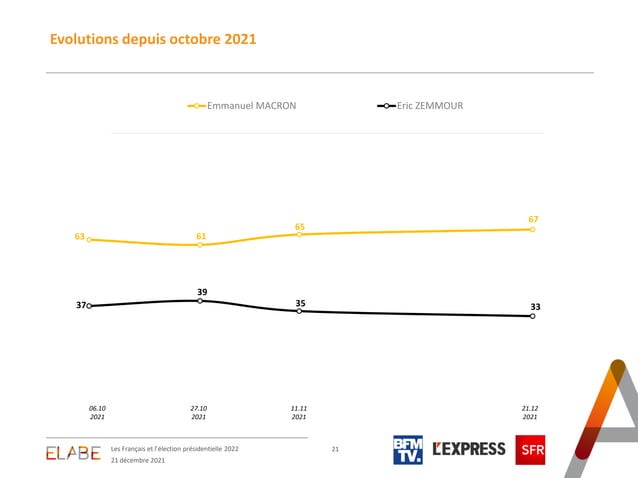 Evolutions depuis octobre 2021
Emmanuel MACRON Eric ZEMMOUR
63 61 65 67
37 39 35 33
06.10 27.10 11.11 21.12
2021 2021 2021 2021
ELABE Les Français et l'élection présidentielle 2022 21
21 décembre 2021
BFM TV. L'EXPRESS SFR